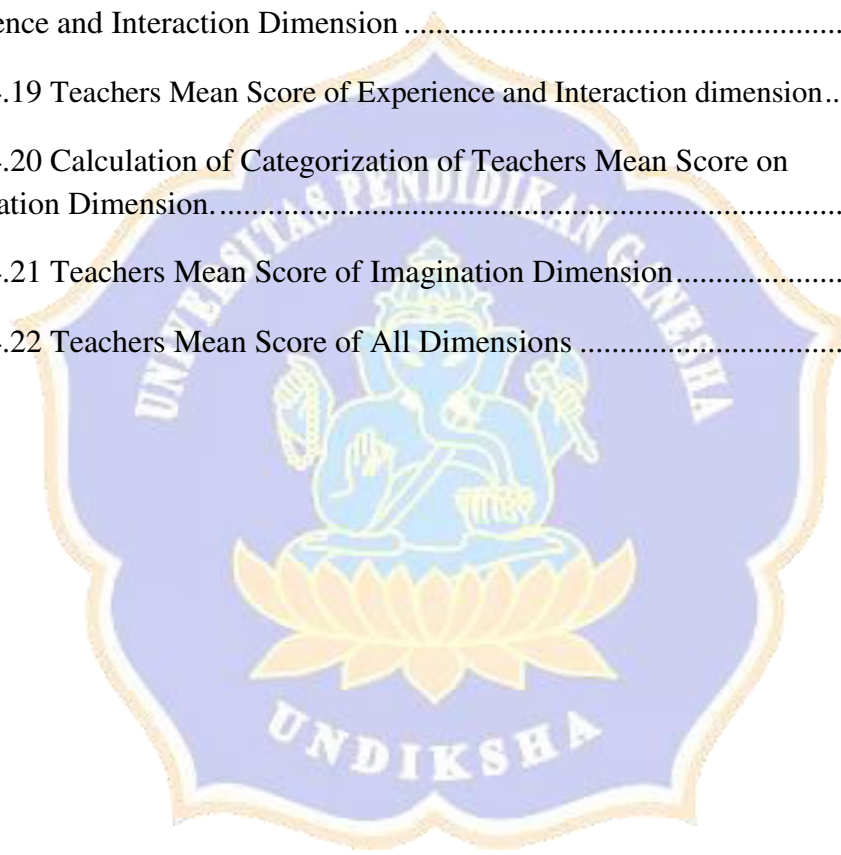 ence and Interaction Dimension ........................................................
.19 Teachers Mean Score of Experience and Interaction dimension..
.20 Calculation of Categorization of Teachers Mean Score on
ation Dimension................................................................................
.21 Teachers Mean Score of Imagination Dimension.....................
.22 Teachers Mean Score of All Dimensions .................................
UNIVERSITAS PENDIDIKAN GANESHA
UNDIKSHA